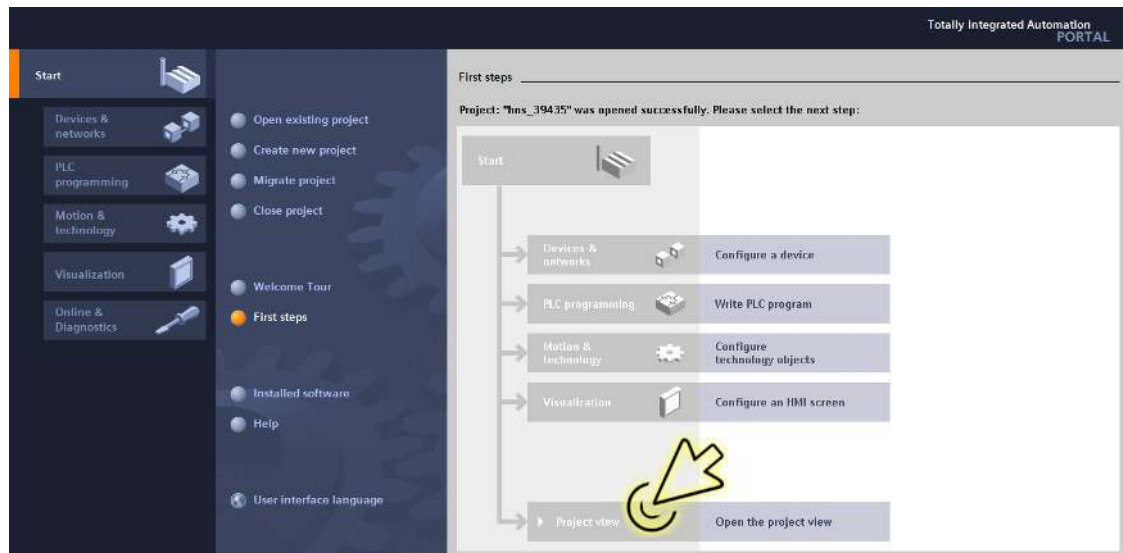 Totally Integrated Automation
PORTAL
Start
Devices &
networks
PLC
programming
Motion &
technology
Visualization
Online &
Diagnostics
Open existing project
Create new project
Migrate project
Close project
Welcome Tour
First steps
Installed software
Help
User interface language
First steps
Project: "hns_39435" was opened successfully. Please select the next step:
Start
Devices &
networks
Configure a device
PLC programming
Write PLC program
Motion &
technology
Configure
technology objects
Visualization
Configure an HMI screen
Project view
Open the project view